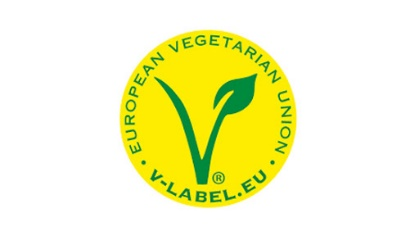 • EUROPEAN VEGETARIAN UNION •
®
V-LABEL.EU